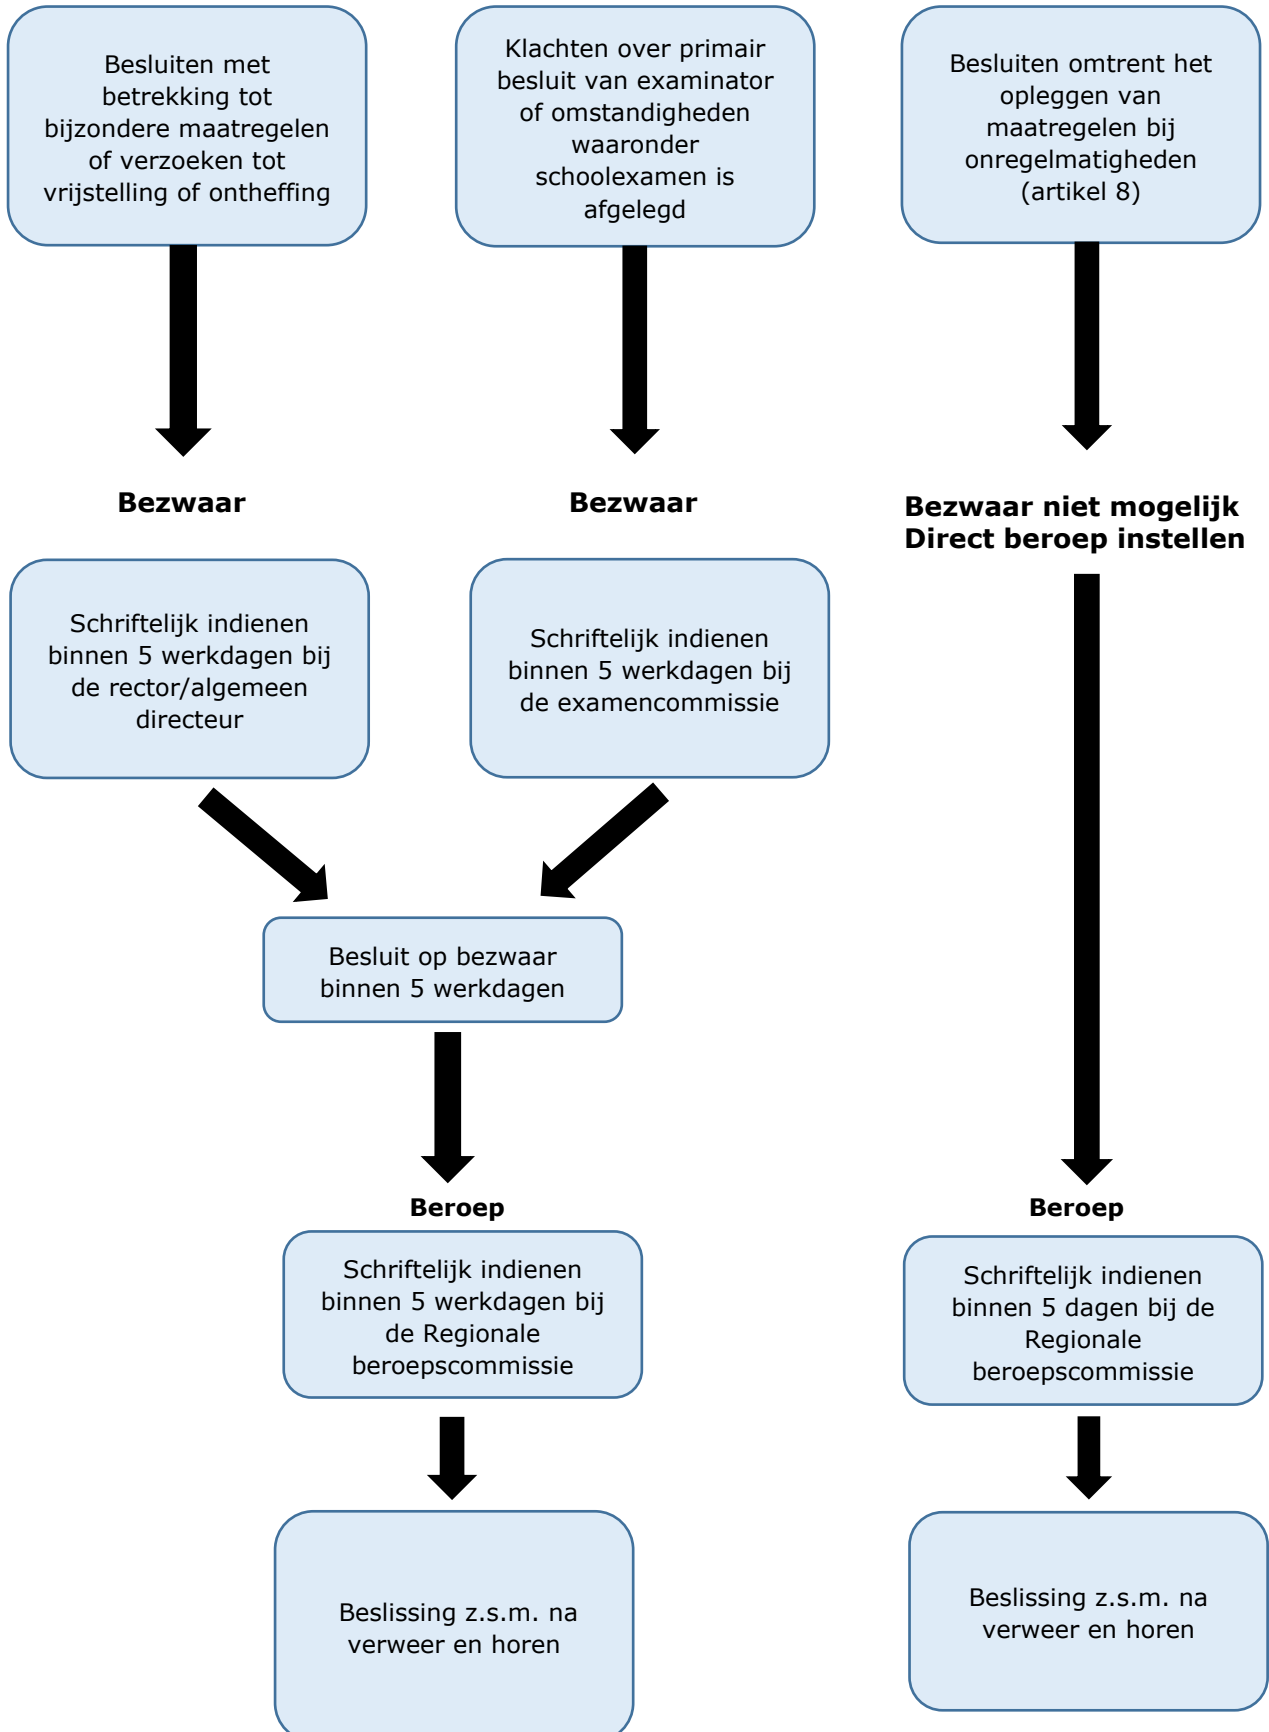 Besluiten met
betrekking tot
bijzondere maatregelen
of verzoeken tot
vrijstelling of ontheffing
Klachten over primair
besluit van examinator
of omstandigheden
waaronder
schoolexamen is
afgelegd
Besluiten omtrent het
opleggen van
maatregelen bij
onregelmatigheden
(artikel 8)
Bezwaar
Bezwaar
Bezwaar niet mogelijk
Direct beroep instellen
Schriftelijk indienen
binnen 5 werkdagen bij
de rector/algemeen
directeur
Schriftelijk indienen
binnen 5 werkdagen bij
de examencommissie
Besluit op bezwaar
binnen 5 werkdagen
Beroep
Beroep
Schriftelijk indienen
binnen 5 werkdagen bij
de Regionale
beroepscommissie
Schriftelijk indienen
binnen 5 dagen bij de
Regionale
beroepscommissie
Beslissing z.s.m. na
verweer en horen
Beslissing z.s.m. na
verweer en horen